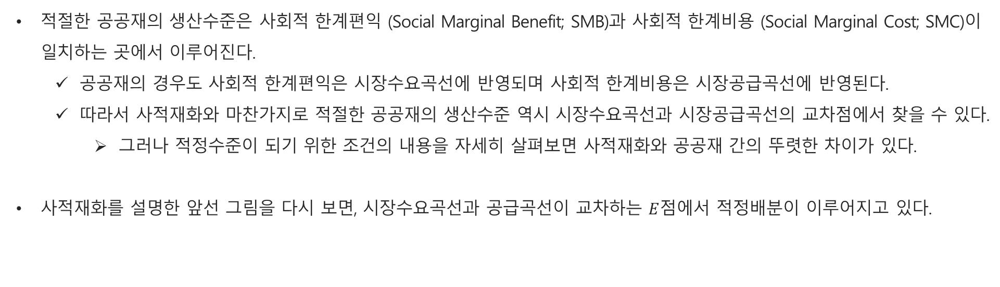 • 적절한 공공재의 생산수준은 사회적 한계편익 (Social Marginal Benefit; SMB)과 사회적 한계비용 (Social Marginal Cost; SMC)이
일치하는 곳에서 이루어진다.
✓ 공공재의 경우도 사회적 한계편익은 시장수요곡선에 반영되며 사회적 한계비용은 시장공급곡선에 반영된다.
✓ 따라서 사적재화와 마찬가지로 적절한 공공재의 생산수준 역시 시장수요곡선과 시장공급곡선의 교차점에서 찾을 수 있다.
➢ 그러나 적정수준이 되기 위한 조건의 내용을 자세히 살펴보면 사적재화와 공공재 간의 뚜렷한 차이가 있다.
• 사적재화를 설명한 앞선 그림을 다시 보면, 시장수요곡선과 공급곡선이 교차하는 E점에서 적정배분이 이루어지고 있다.